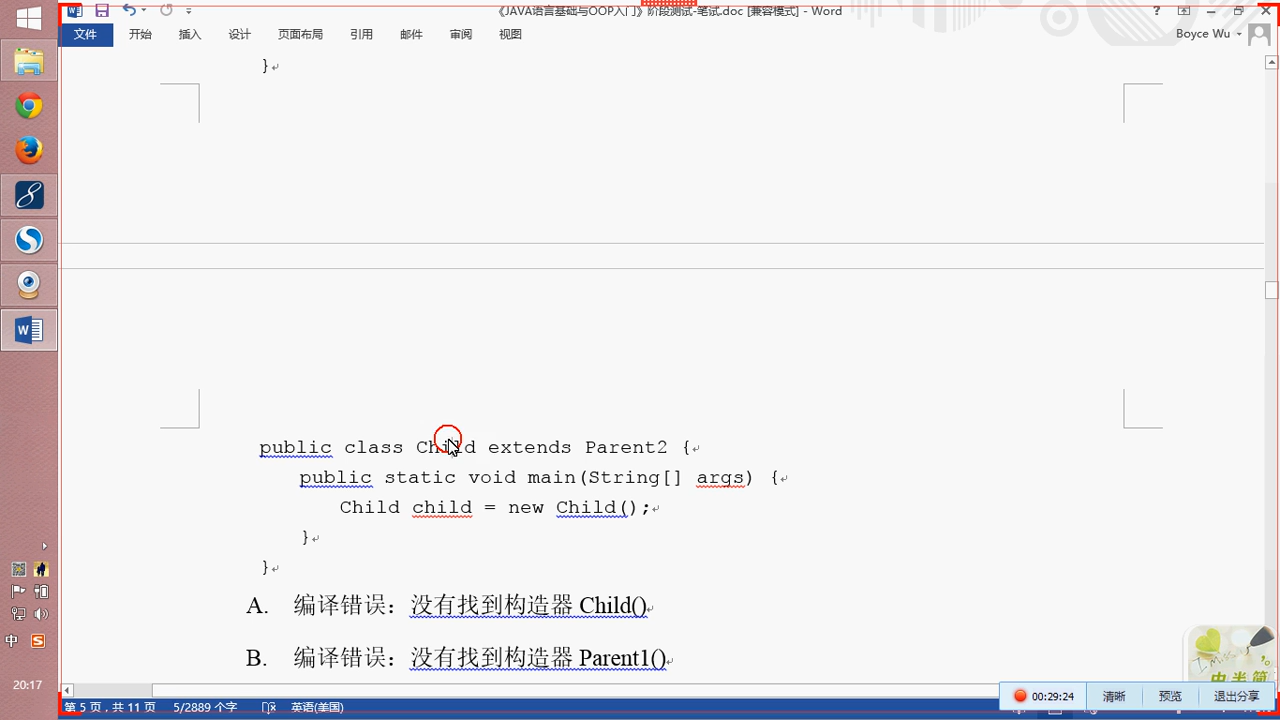 《JAVA语言基础与OOP入门》阶段测试-笔试.doc [兼容模式] - Word
文件 开始 插入 设计 页面布局 引用 邮件 审阅 视图 Boyce Wu
}
public class Child extends Parent2 {
public static void main(String[] args) {
Child child = new Child();
}
}
A. 编译错误：没有找到构造器 Child()
B. 编译错误：没有找到构造器 Parent1()
中
20:17
00:29:24 清晰 预览 退出分享
第 5 页，共 11 页 5/2889 个字 英语(美国)